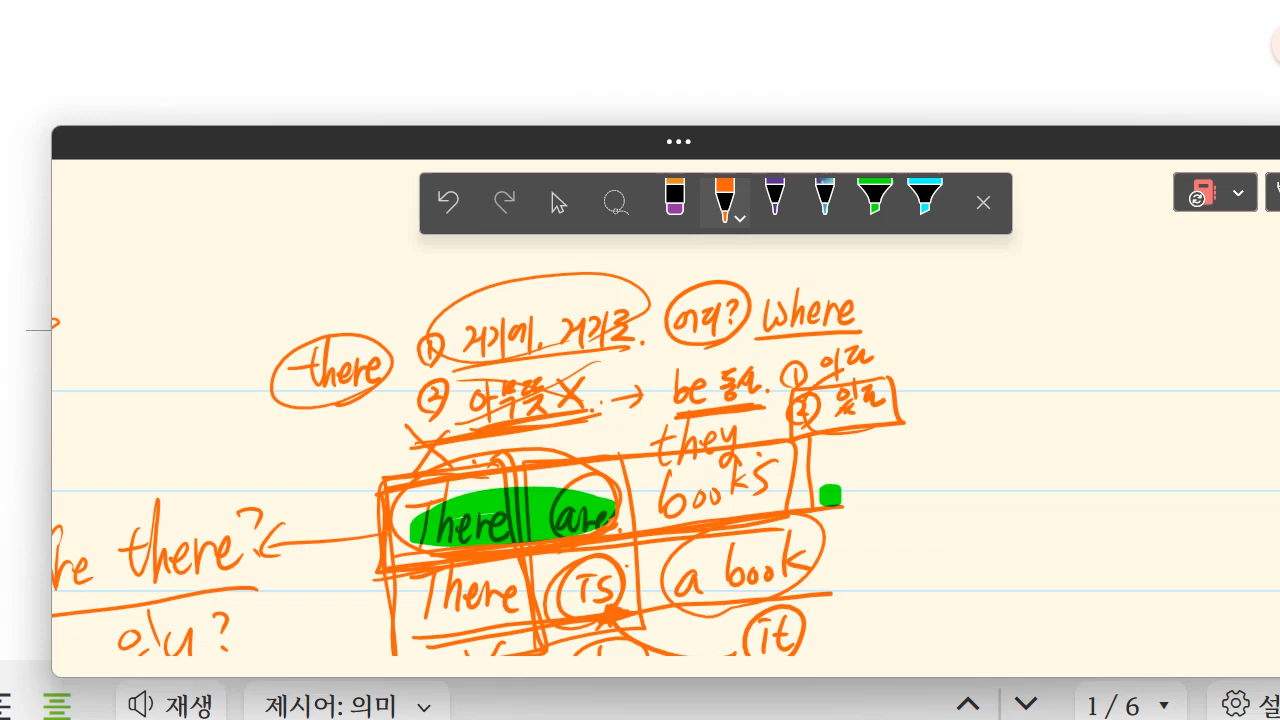 ① 거기에, 거기로. 어디? where
there
② 아무뜻X. → be 동사. ① 이다
② 있다
they
There are books
re there?
There is a book
it
재생
제시어: 의미
1 / 6
설